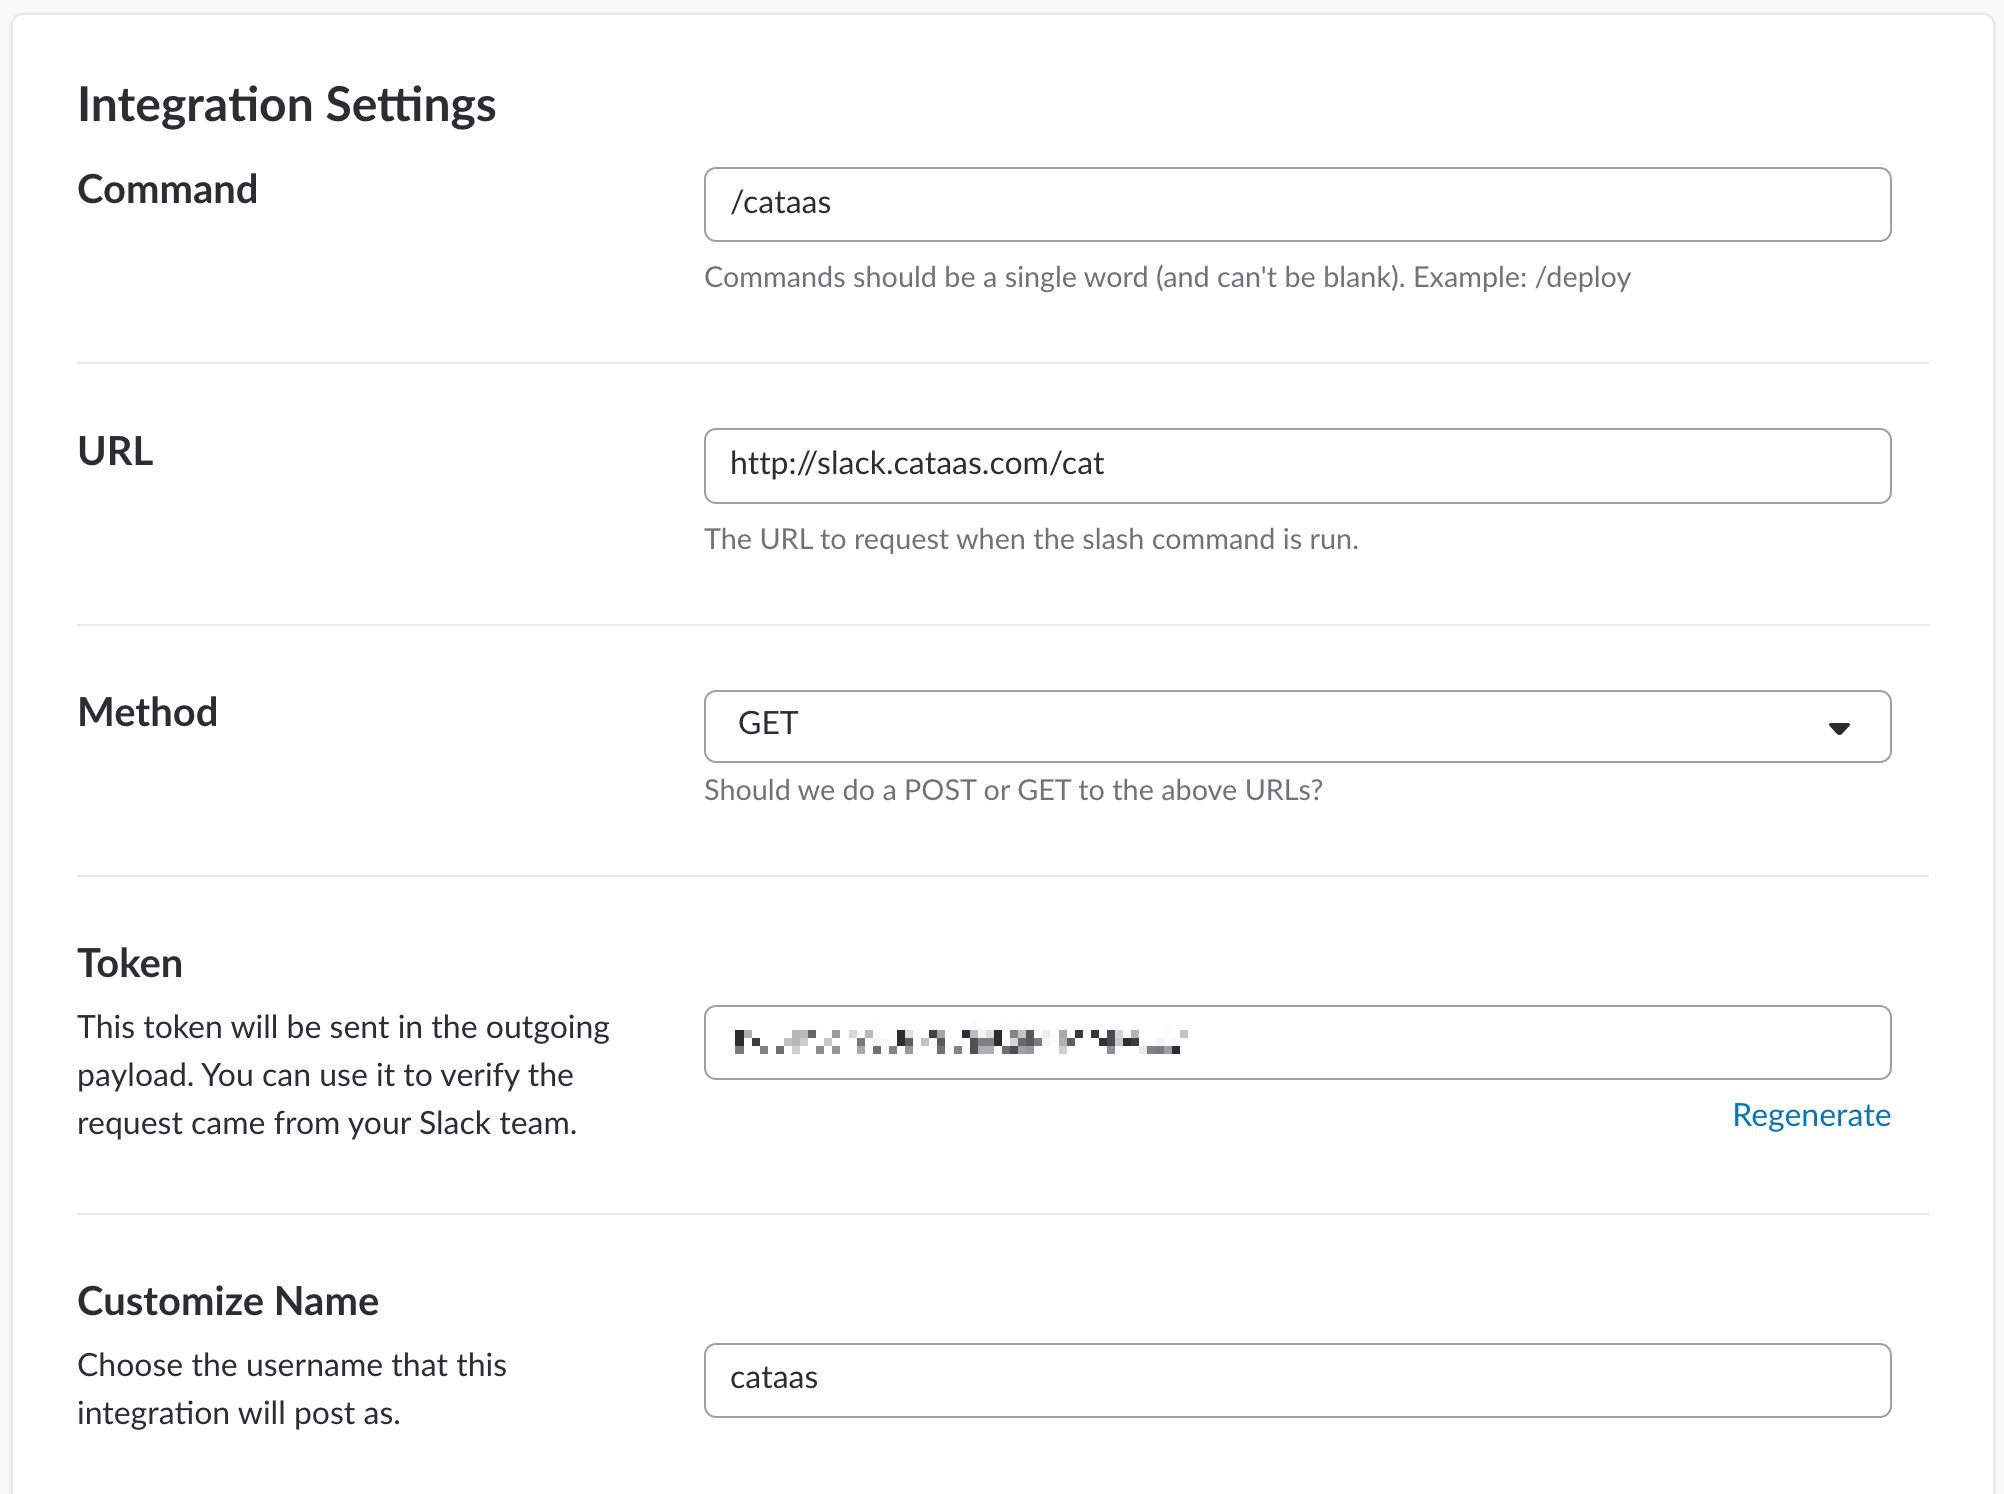 Integration Settings
Command
/cataas
Commands should be a single word (and can't be blank). Example: /deploy
URL
http://slack.cataas.com/cat
The URL to request when the slash command is run.
Method
GET
Should we do a POST or GET to the above URLs?
Token
This token will be sent in the outgoing
payload. You can use it to verify the
request came from your Slack team.
Regenerate
Customize Name
Choose the username that this
integration will post as.
cataas